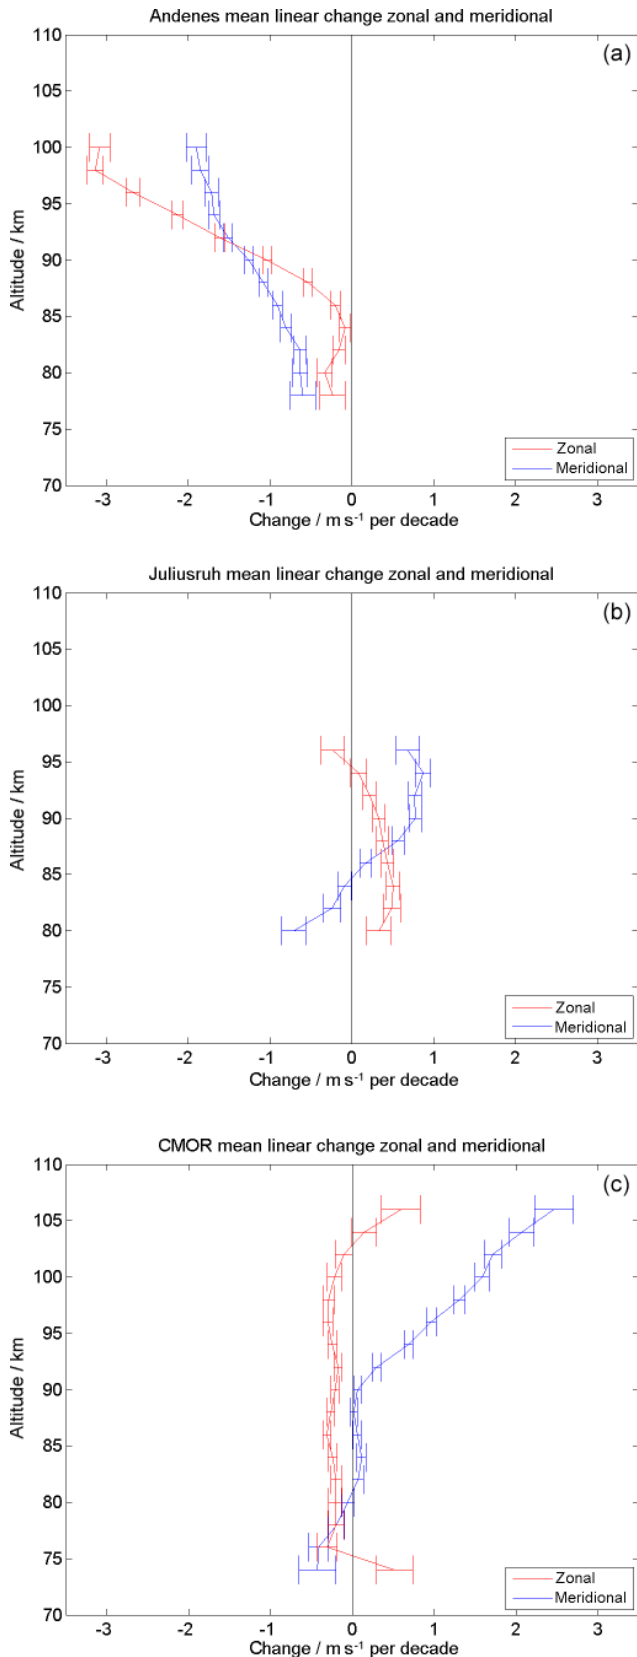 Andenes mean linear change zonal and meridional
(a)
110
105
100
95
90
85
80
75
70
Altitude / km
-3 -2 -1 0 1 2 3
Change / m s⁻¹ per decade
Zonal
Meridional
Juliusruh mean linear change zonal and meridional
(b)
110
105
100
95
90
85
80
75
70
Altitude / km
-3 -2 -1 0 1 2 3
Change / m s⁻¹ per decade
Zonal
Meridional
CMOR mean linear change zonal and meridional
(c)
110
105
100
95
90
85
80
75
70
Altitude / km
-3 -2 -1 0 1 2 3
Change / m s⁻¹ per decade
Zonal
Meridional